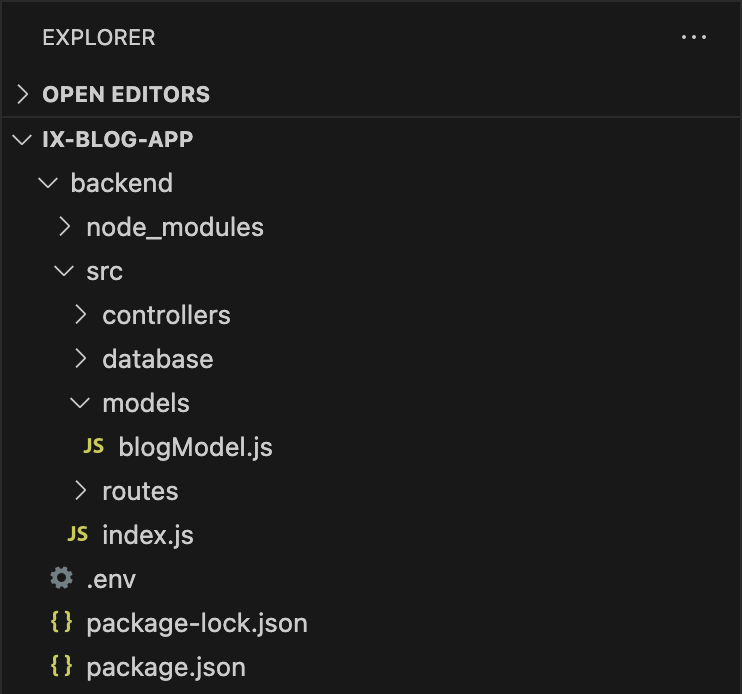 EXPLORER ...
OPEN EDITORS
IX-BLOG-APP
backend
node_modules
src
controllers
database
models
JS blogModel.js
routes
JS index.js
.env
{} package-lock.json
{} package.json